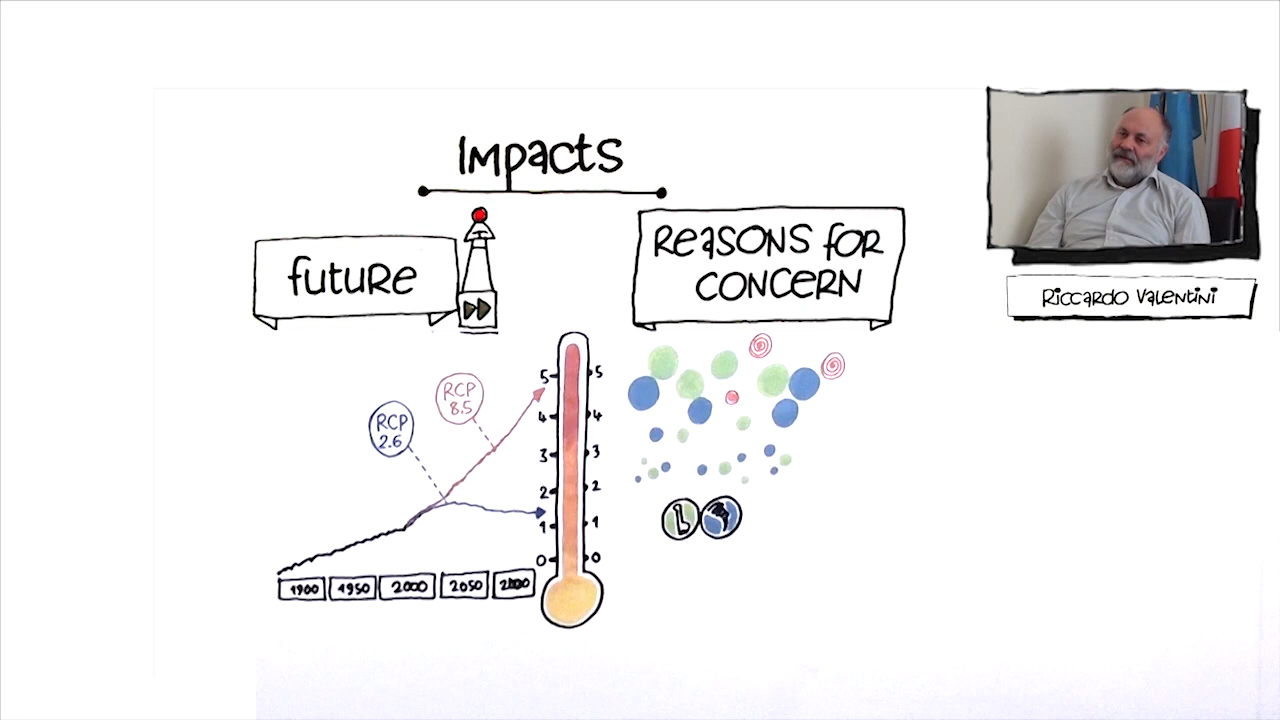 Impacts
future
Reasons for
concern
Riccardo Valentini
RCP
8.5
RCP
2.6
5
4
3
2
1
0
5
4
3
2
1
0
1900
1950
2000
2050
2100